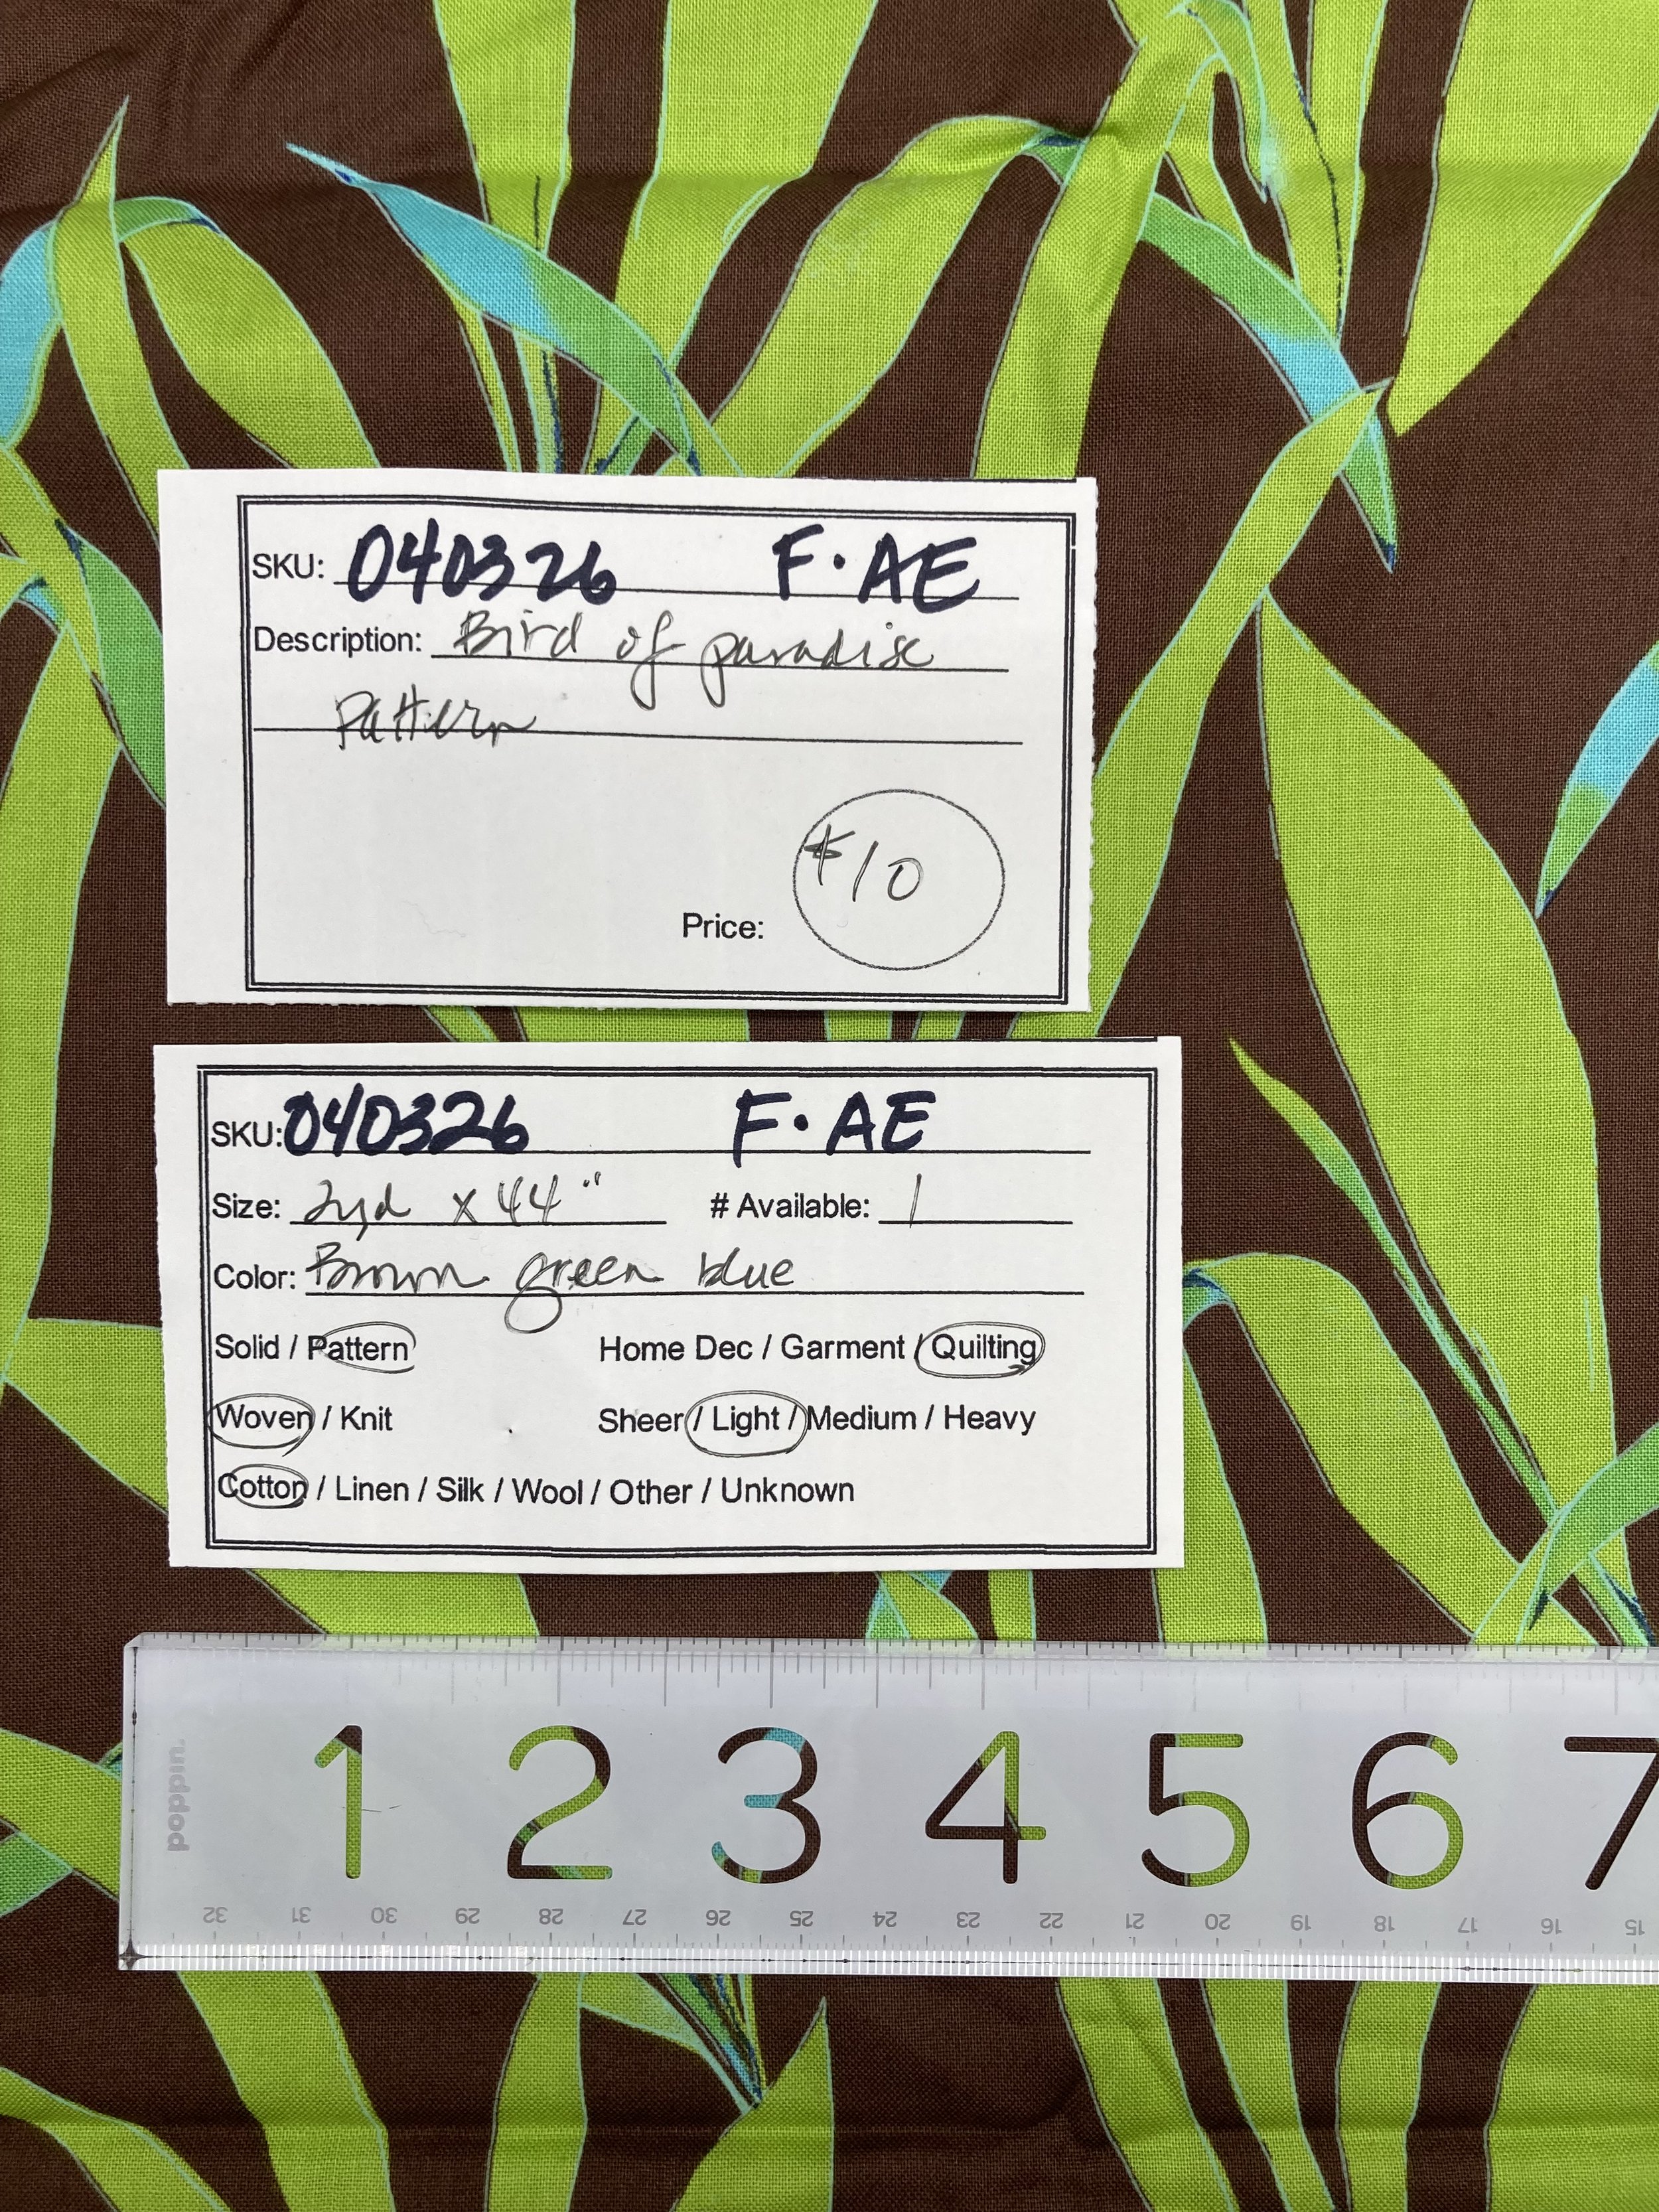 SKU: 040326 F·AE
Description: Bird of paradise
Pattern
$10
Price:
SKU: 040326 F·AE
Size: 2yd x 44" # Available: 1
Color: Brown green blue
Solid / Pattern Home Dec / Garment / Quilting
Woven / Knit Sheer / Light / Medium / Heavy
Cotton / Linen / Silk / Wool / Other / Unknown
poppin.
1 2 3 4 5 6 7
32 31 30 29 28 27 26 25 24 23 22 21 20 19 18 17 16 15